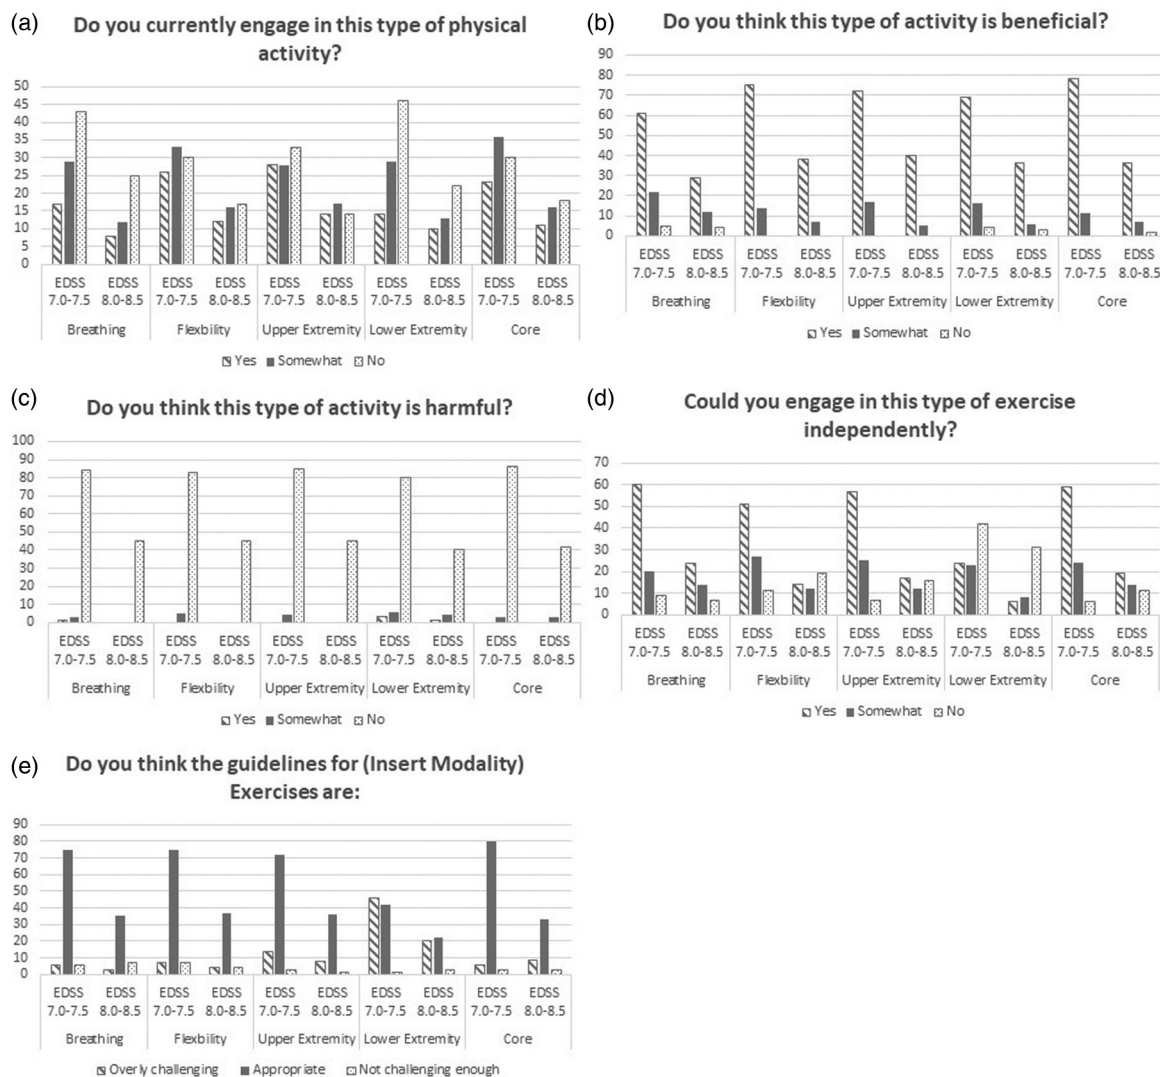 (a)
Do you currently engage in this type of physical
activity?
50
45
40
35
30
25
20
15
10
5
0
EDSS EDSS EDSS EDSS EDSS EDSS EDSS EDSS EDSS EDSS
7.0-7.5 8.0-8.5 7.0-7.5 8.0-8.5 7.0-7.5 8.0-8.5 7.0-7.5 8.0-8.5 7.0-7.5 8.0-8.5
Breathing Flexbility Upper Extremity Lower Extremity Core
Yes Somewhat No
(b)
Do you think this type of activity is beneficial?
90
80
70
60
50
40
30
20
10
0
EDSS EDSS EDSS EDSS EDSS EDSS EDSS EDSS EDSS EDSS
7.0-7.5 8.0-8.5 7.0-7.5 8.0-8.5 7.0-7.5 8.0-8.5 7.0-7.5 8.0-8.5 7.0-7.5 8.0-8.5
Breathing Flexbility Upper Extremity Lower Extremity Core
Yes Somewhat No
(c)
Do you think this type of activity is harmful?
100
90
80
70
60
50
40
30
20
10
0
EDSS EDSS EDSS EDSS EDSS EDSS EDSS EDSS EDSS EDSS
7.0-7.5 8.0-8.5 7.0-7.5 8.0-8.5 7.0-7.5 8.0-8.5 7.0-7.5 8.0-8.5 7.0-7.5 8.0-8.5
Breathing Flexbility Upper Extremity Lower Extremity Core
Yes Somewhat No
(d)
Could you engage in this type of exercise
independently?
70
60
50
40
30
20
10
0
EDSS EDSS EDSS EDSS EDSS EDSS EDSS EDSS EDSS EDSS
7.0-7.5 8.0-8.5 7.0-7.5 8.0-8.5 7.0-7.5 8.0-8.5 7.0-7.5 8.0-8.5 7.0-7.5 8.0-8.5
Breathing Flexbility Upper Extremity Lower Extremity Core
Yes Somewhat No
(e)
Do you think the guidelines for (Insert Modality)
Exercises are:
90
80
70
60
50
40
30
20
10
0
EDSS EDSS EDSS EDSS EDSS EDSS EDSS EDSS EDSS EDSS
7.0-7.5 8.0-8.5 7.0-7.5 8.0-8.5 7.0-7.5 8.0-8.5 7.0-7.5 8.0-8.5 7.0-7.5 8.0-8.5
Breathing Flexbility Upper Extremity Lower Extremity Core
Overly challenging Appropriate Not challenging enough